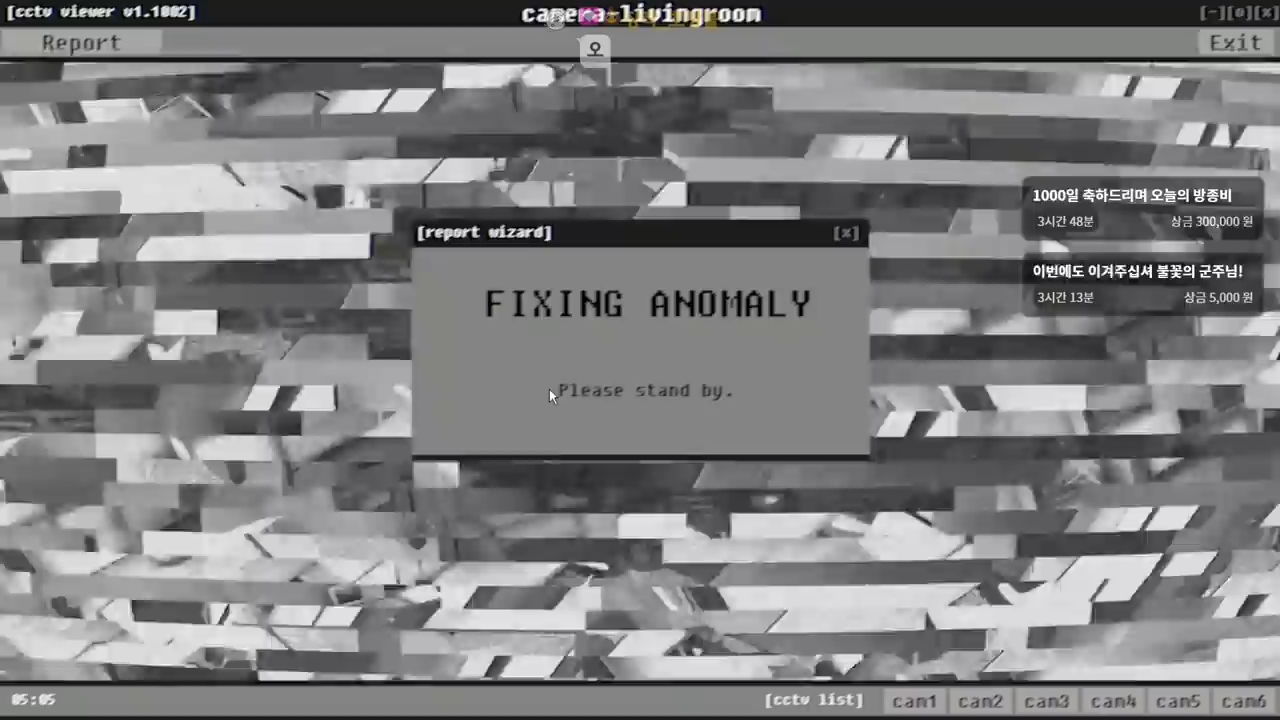 [cctv viewer v1.1002]
camera-livingroom
[-][o][x]
Report
Exit
오
1000일 축하드리며 오늘의 방종비
3시간 48분
상금 300,000 원
[report wizard]
[x]
이번에도 이겨주십셔 불꽃의 군주님!
3시간 13분
상금 5,000 원
FIXING ANOMALY
Please stand by.
05:05
[cctv list]
cam1
cam2
cam3
cam4
cam5
cam6